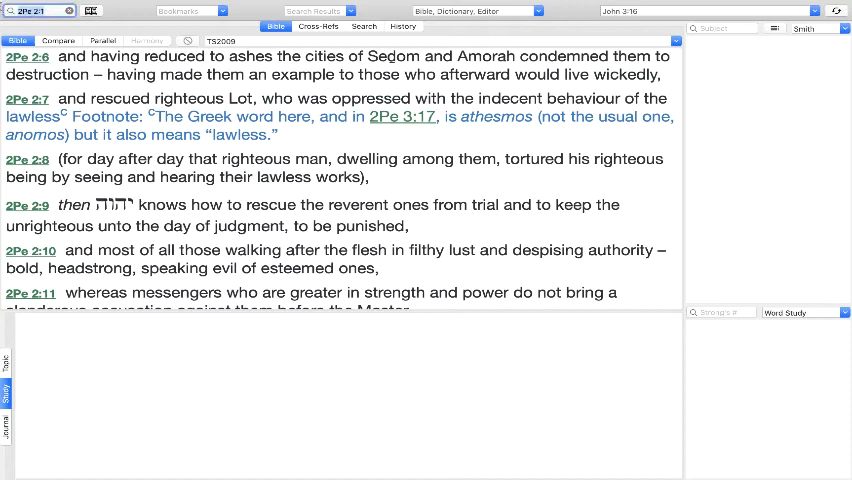 2Pe 2:1
Bookmarks
Search Results
Bible, Dictionary, Editor
John 3:16
Bible
Cross-Refs
Search
History
Bible
Compare
Parallel
Harmony
TS2009
Subject
Smith
2Pe 2:6 and having reduced to ashes the cities of Seḏom and Amorah condemned them to
destruction – having made them an example to those who afterward would live wickedly,
2Pe 2:7 and rescued righteous Lot, who was oppressed with the indecent behaviour of the
lawlessC Footnote: CThe Greek word here, and in 2Pe 3:17, is athesmos (not the usual one,
anomos) but it also means “lawless.”
2Pe 2:8 (for day after day that righteous man, dwelling among them, tortured his righteous
being by seeing and hearing their lawless works),
2Pe 2:9 then יהוה knows how to rescue the reverent ones from trial and to keep the
unrighteous unto the day of judgment, to be punished,
2Pe 2:10 and most of all those walking after the flesh in filthy lust and despising authority –
bold, headstrong, speaking evil of esteemed ones,
2Pe 2:11 whereas messengers who are greater in strength and power do not bring a
slanderous accusation against them before the Master.
Strong's #
Word Study
Topic
Study
Journal